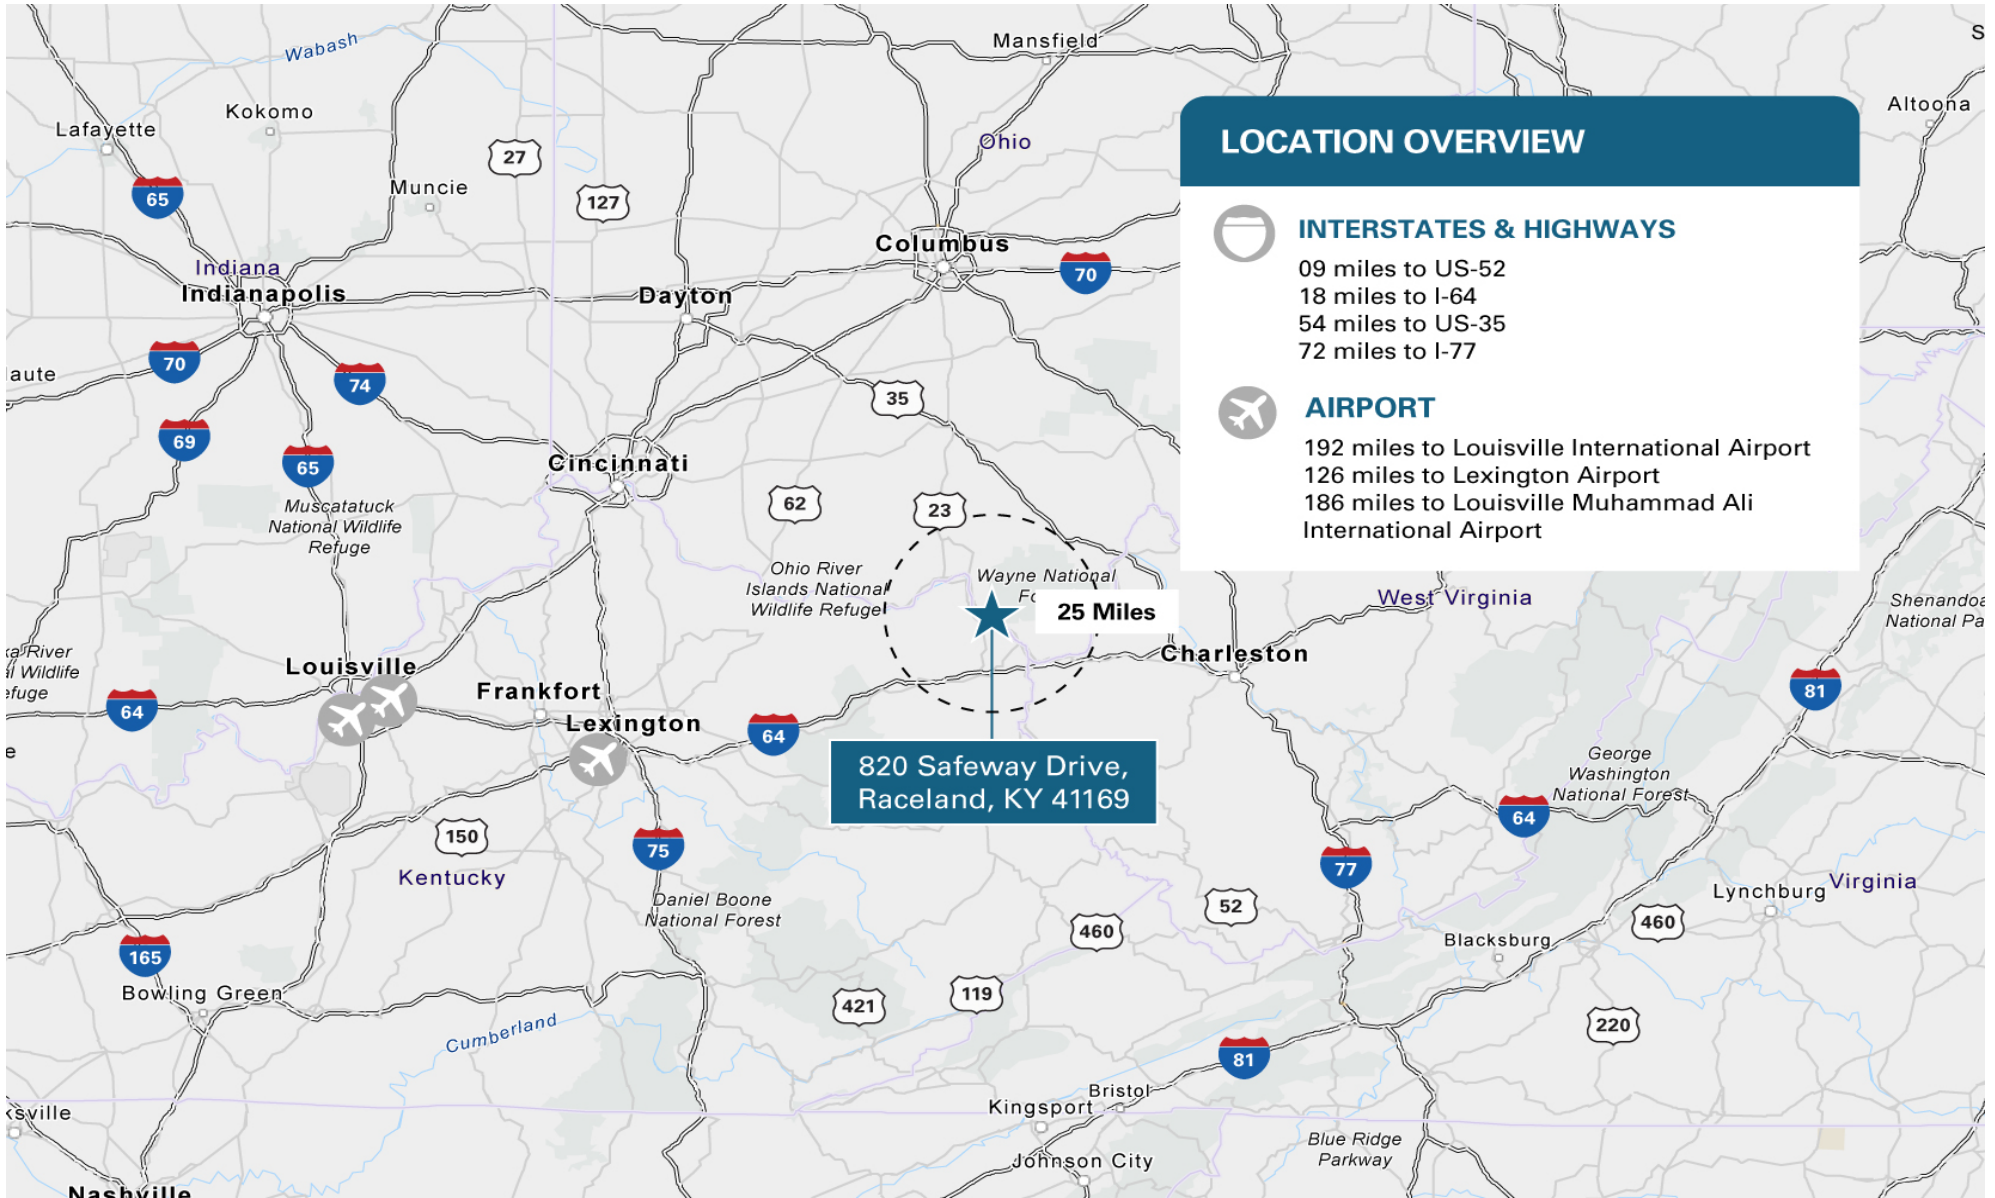 Wabash
Mansfield
Kokomo
Lafayette
Altoona
Ohio
27
Muncie
65
127
LOCATION OVERVIEW
INTERSTATES & HIGHWAYS
09 miles to US-52
18 miles to I-64
54 miles to US-35
72 miles to I-77
AIRPORT
192 miles to Louisville International Airport
126 miles to Lexington Airport
186 miles to Louisville Muhammad Ali
International Airport
Columbus
70
Indiana
Indianapolis
Dayton
70
74
35
69
65
Cincinnati
62
23
Muscatatuck
National Wildlife
Refuge
Ohio River
Islands National
Wildlife Refuge
Wayne National
25 Miles
West Virginia
Shenandoa
National Pa
Louisville
Charleston
Frankfort
Lexington
64
64
81
820 Safeway Drive,
Raceland, KY 41169
George
Washington
National Forest
64
150
75
77
Kentucky
Daniel Boone
National Forest
Lynchburg
Virginia
52
460
460
Blacksburg
165
Bowling Green
421
119
220
Cumberland
81
Bristol
Kingsport
Blue Ridge
Parkway
Johnson City
Nashville